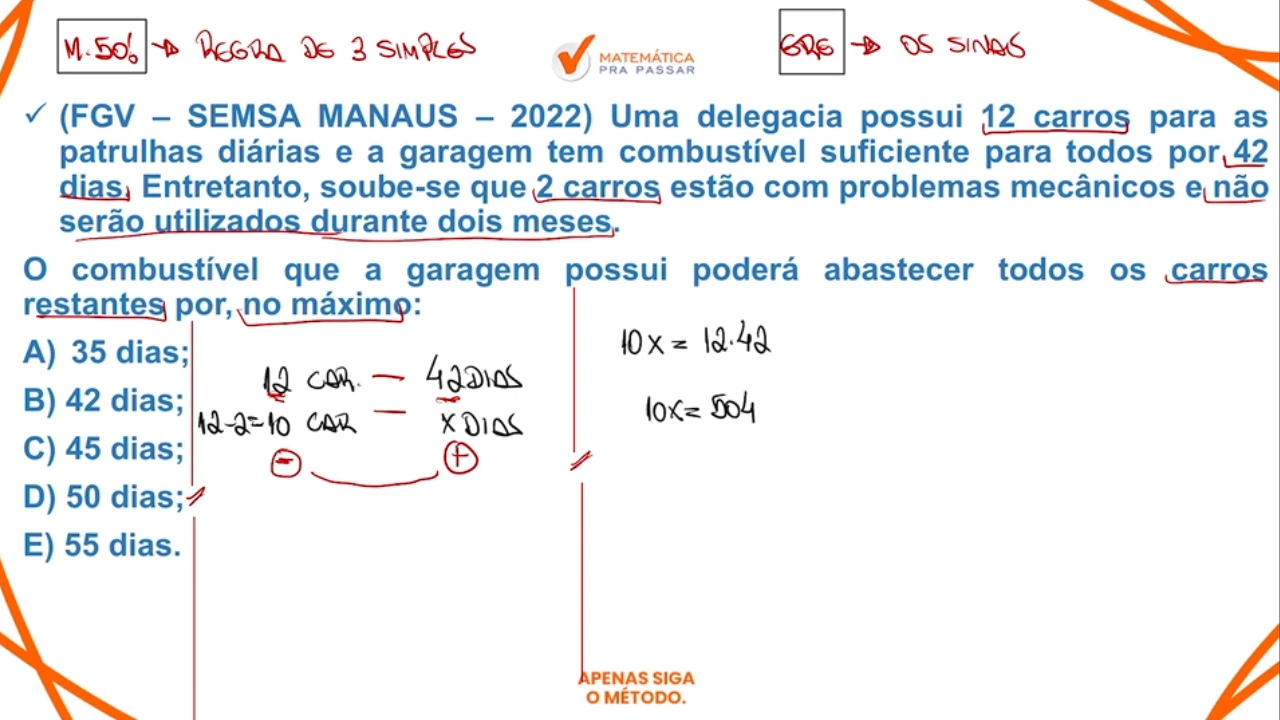 M.50% → REGRA DE 3 SIMPLES
MATEMÁTICA
PRA PASSAR
GRE → OS SINAIS
✓ (FGV – SEMSA MANAUS – 2022) Uma delegacia possui 12 carros para as
patrulhas diárias e a garagem tem combustível suficiente para todos por 42
dias. Entretanto, soube-se que 2 carros estão com problemas mecânicos e não
serão utilizados durante dois meses.
O combustível que a garagem possui poderá abastecer todos os carros
restantes por, no máximo:
A) 35 dias;
B) 42 dias;
C) 45 dias;
D) 50 dias;
E) 55 dias.
12 CAR. — 42 DIAS
12-2=10 CAR — X DIAS
- +
10X = 12.42
10X = 504
APENAS SIGA
O MÉTODO.